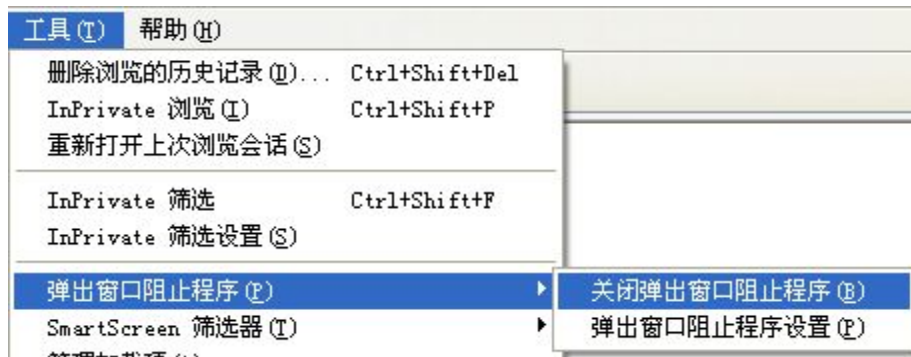 工具(T) 帮助(H)
删除浏览的历史记录(D)... Ctrl+Shift+Del
InPrivate 浏览(I) Ctrl+Shift+P
重新打开上次浏览会话(S)
InPrivate 筛选 Ctrl+Shift+F
InPrivate 筛选设置(S)
弹出窗口阻止程序(P) 关闭弹出窗口阻止程序(B)
SmartScreen 筛选器(T) 弹出窗口阻止程序设置(P)